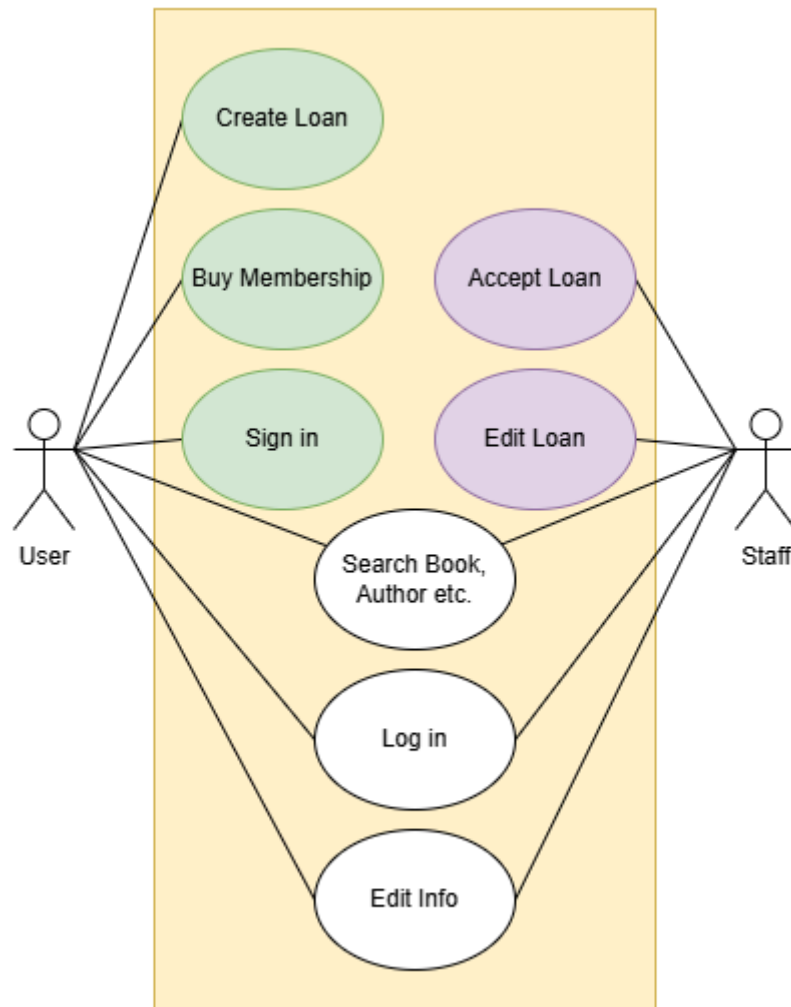 Create Loan
Buy Membership
Accept Loan
Sign in
Edit Loan
User
Staff
Search Book,
Author etc.
Log in
Edit Info